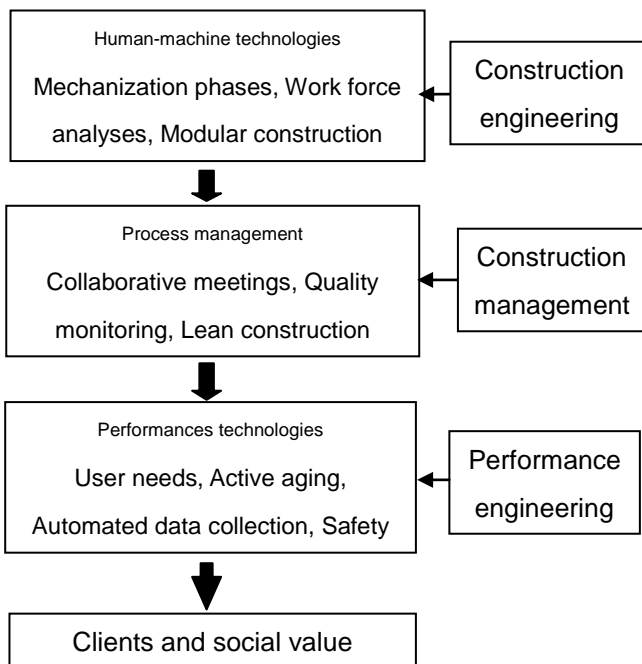 Human-machine technologies
Mechanization phases, Work force
analyses, Modular construction
Construction
engineering
Process management
Collaborative meetings, Quality
monitoring, Lean construction
Construction
management
Performances technologies
User needs, Active aging,
Automated data collection, Safety
Performance
engineering
Clients and social value